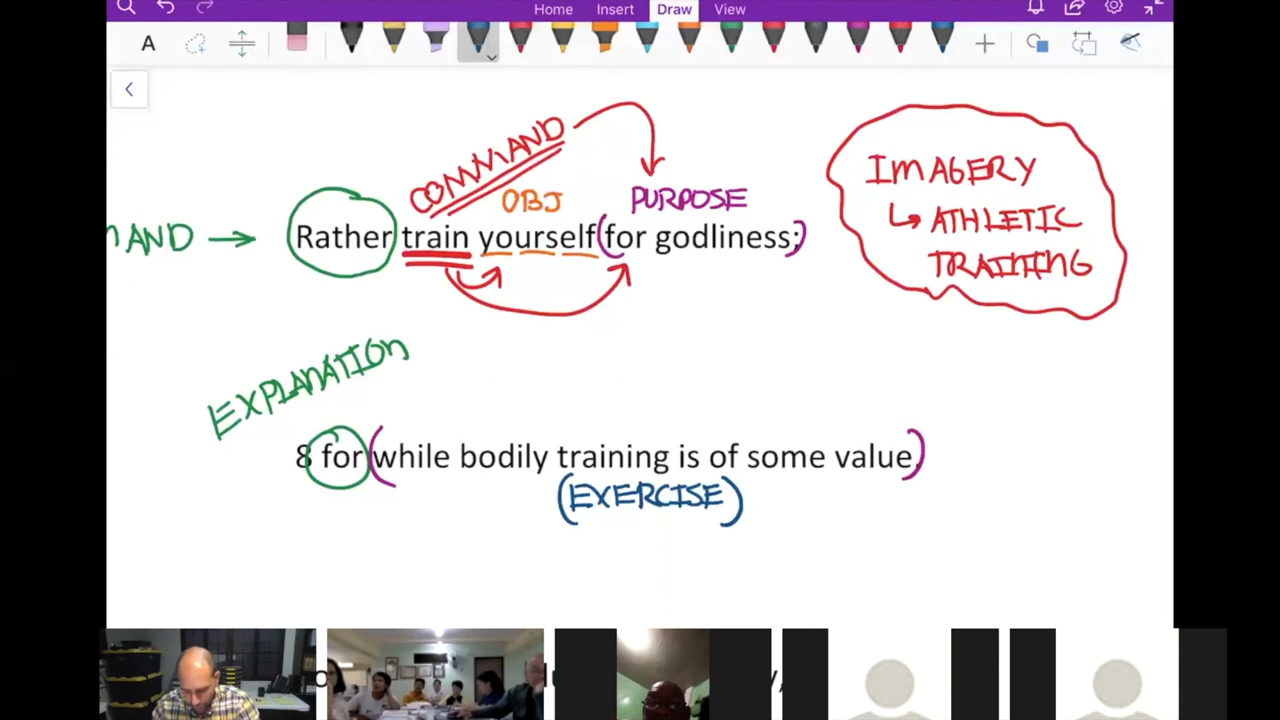 Home Insert Draw View
A
COMMAND
IMAGERY
OBJ PURPOSE
↳ ATHLETIC
AND → Rather train yourself for godliness;
TRAINING
EXPLANATION
8 for while bodily training is of some value,
(EXERCISE)